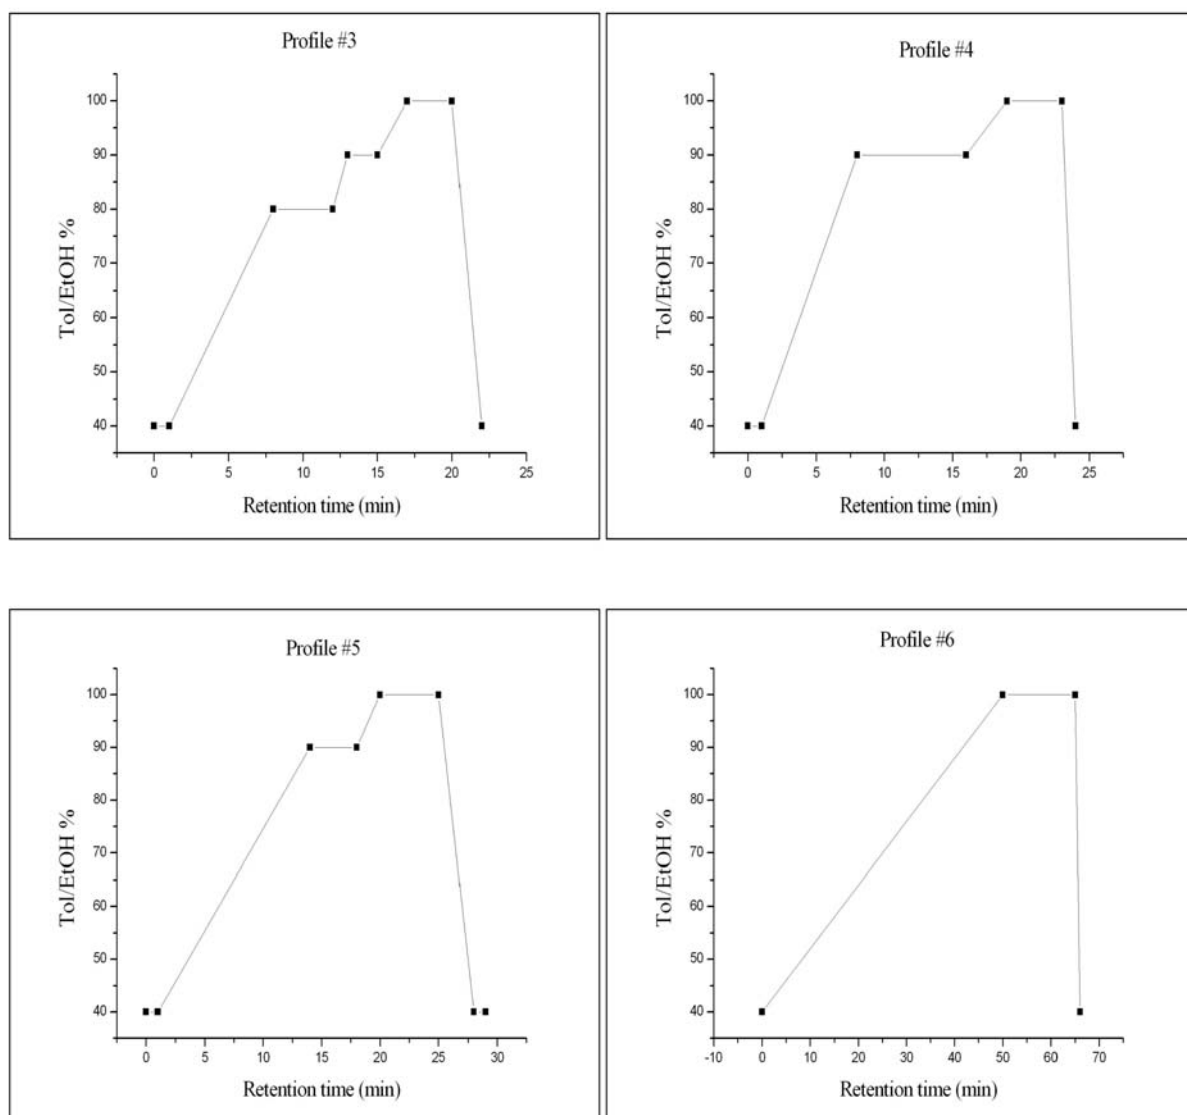 Profile #3
Tol/EtOH %
100
90
80
70
60
50
40
0 5 10 15 20 25
Retention time (min)
Profile #4
Tol/EtOH %
100
90
80
70
60
50
40
0 5 10 15 20 25
Retention time (min)
Profile #5
Tol/EtOH %
100
90
80
70
60
50
40
0 5 10 15 20 25 30
Retention time (min)
Profile #6
Tol/EtOH %
100
90
80
70
60
50
40
-10 0 10 20 30 40 50 60 70
Retention time (min)